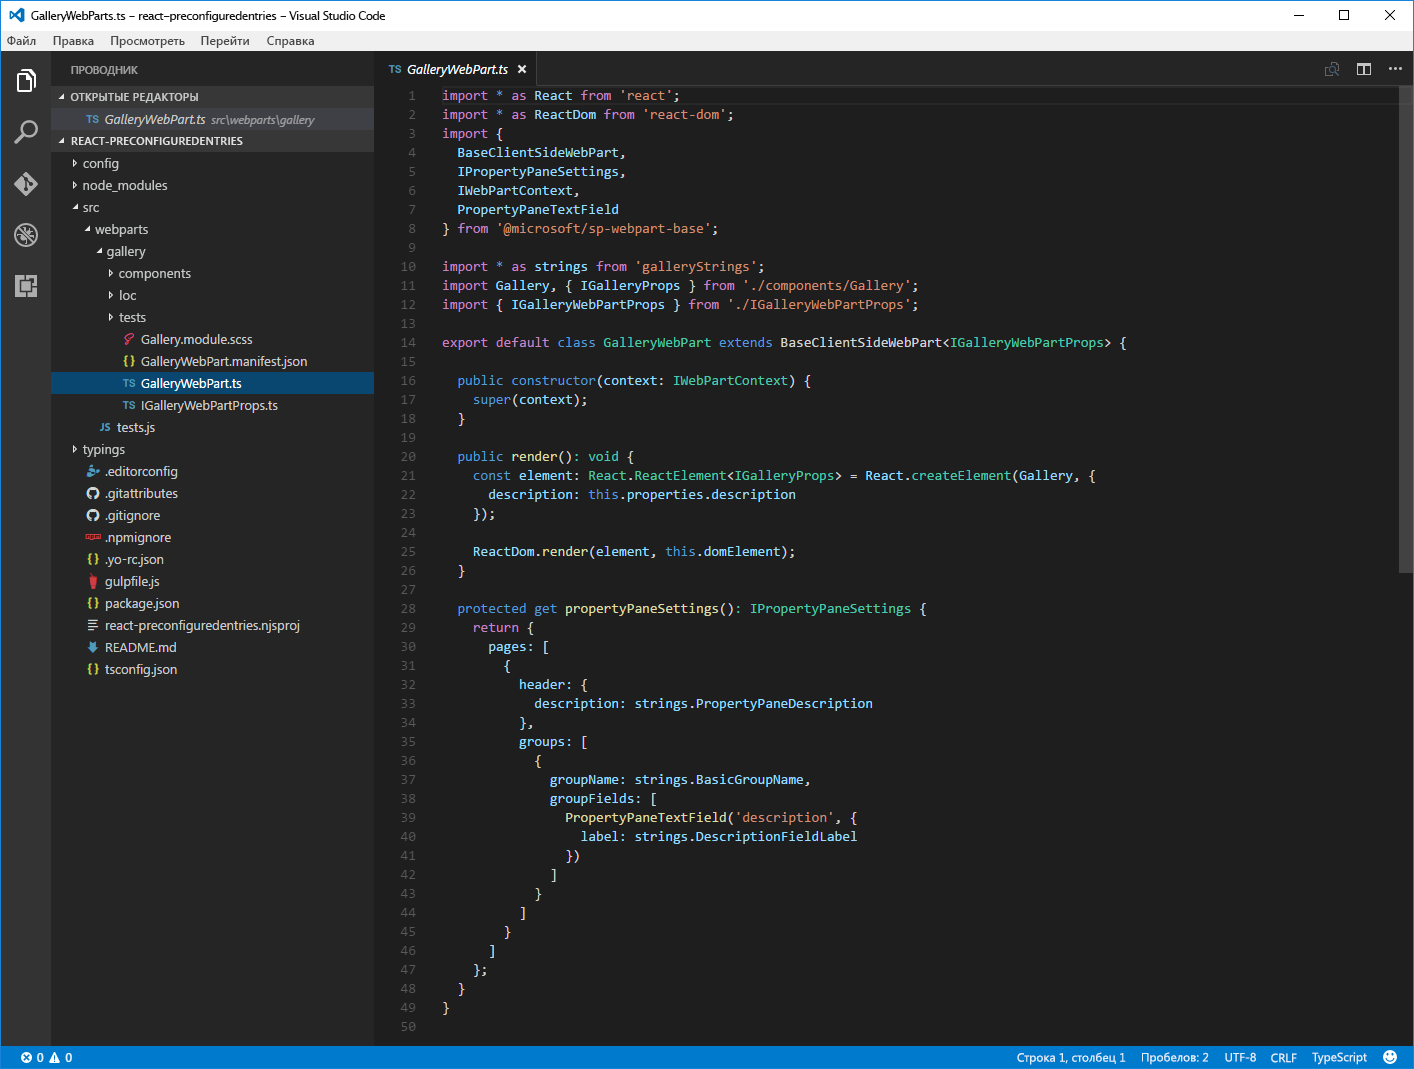 GalleryWebParts.ts – react-preconfiguredentries – Visual Studio Code
Файл Правка Просмотреть Перейти Справка
ПРОВОДНИК
ОТКРЫТЫЕ РЕДАКТОРЫ
TS GalleryWebPart.ts src\webparts\gallery
REACT-PRECONFIGUREDENTRIES
config
node_modules
src
webparts
gallery
components
loc
tests
Gallery.module.scss
{} GalleryWebPart.manifest.json
TS GalleryWebPart.ts
TS IGalleryWebPartProps.ts
JS tests.js
typings
.editorconfig
.gitattributes
.gitignore
.npmignore
{} .yo-rc.json
gulpfile.js
{} package.json
react-preconfiguredentries.njsproj
README.md
{} tsconfig.json
TS GalleryWebPart.ts
1 import * as React from 'react';
2 import * as ReactDom from 'react-dom';
3 import {
4   BaseClientSideWebPart,
5   IPropertyPaneSettings,
6   IWebPartContext,
7   PropertyPaneTextField
8 } from '@microsoft/sp-webpart-base';
9
10 import * as strings from 'galleryStrings';
11 import Gallery, { IGalleryProps } from './components/Gallery';
12 import { IGalleryWebPartProps } from './IGalleryWebPartProps';
13
14 export default class GalleryWebPart extends BaseClientSideWebPart<IGalleryWebPartProps> {
15
16   public constructor(context: IWebPartContext) {
17     super(context);
18   }
19
20   public render(): void {
21     const element: React.ReactElement<IGalleryProps> = React.createElement(Gallery, {
22       description: this.properties.description
23     });
24
25     ReactDom.render(element, this.domElement);
26   }
27
28   protected get propertyPaneSettings(): IPropertyPaneSettings {
29     return {
30       pages: [
31         {
32           header: {
33             description: strings.PropertyPaneDescription
34           },
35           groups: [
36             {
37               groupName: strings.BasicGroupName,
38               groupFields: [
39                 PropertyPaneTextField('description', {
40                   label: strings.DescriptionFieldLabel
41                 })
42               ]
43             }
44           ]
45         }
46       ]
47     };
48   }
49 }
50
0 0 Строка 1, столбец 1 Пробелов: 2 UTF-8 CRLF TypeScript